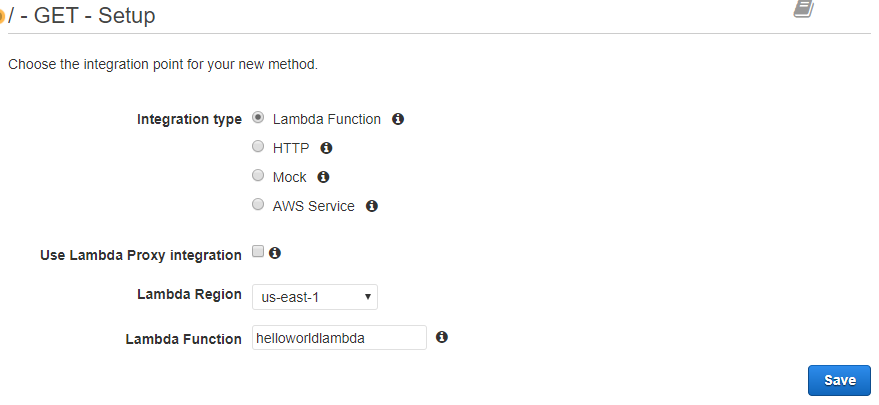 / - GET - Setup
Choose the integration point for your new method.
Integration type Lambda Function
HTTP
Mock
AWS Service
Use Lambda Proxy integration
Lambda Region us-east-1
Lambda Function helloworldlambda
Save